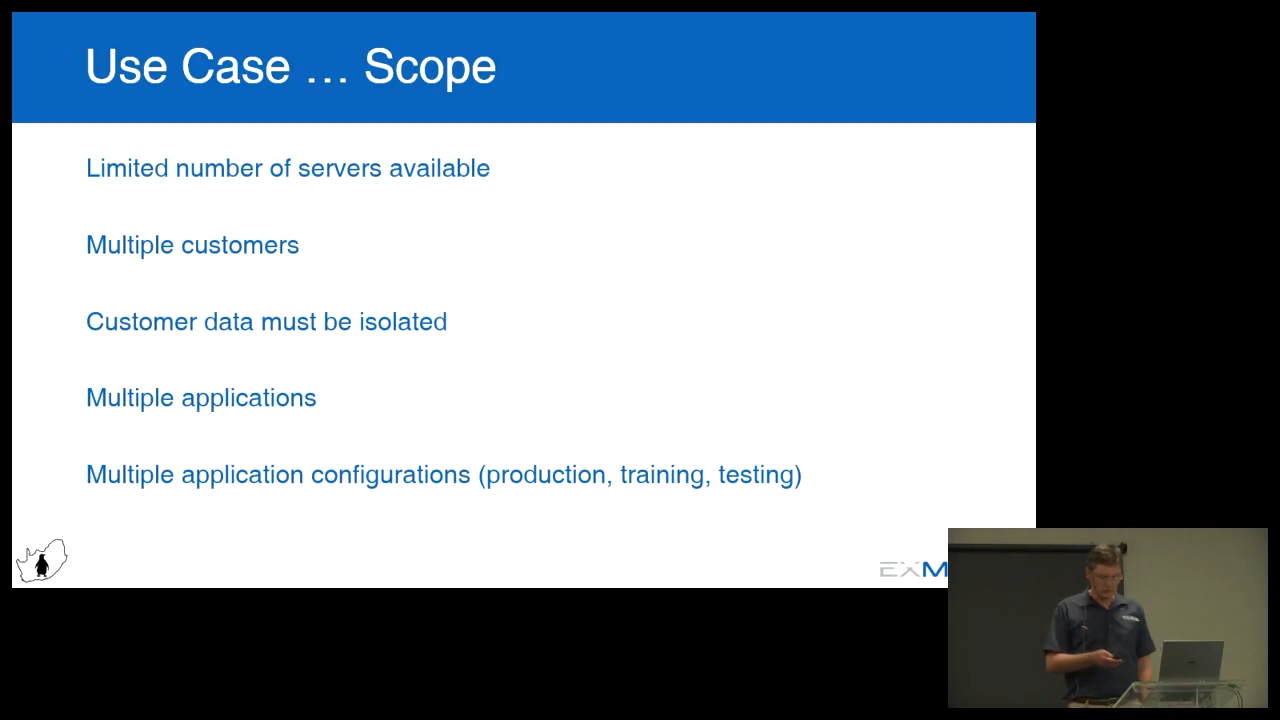 Use Case … Scope
Limited number of servers available
Multiple customers
Customer data must be isolated
Multiple applications
Multiple application configurations (production, training, testing)
EXM